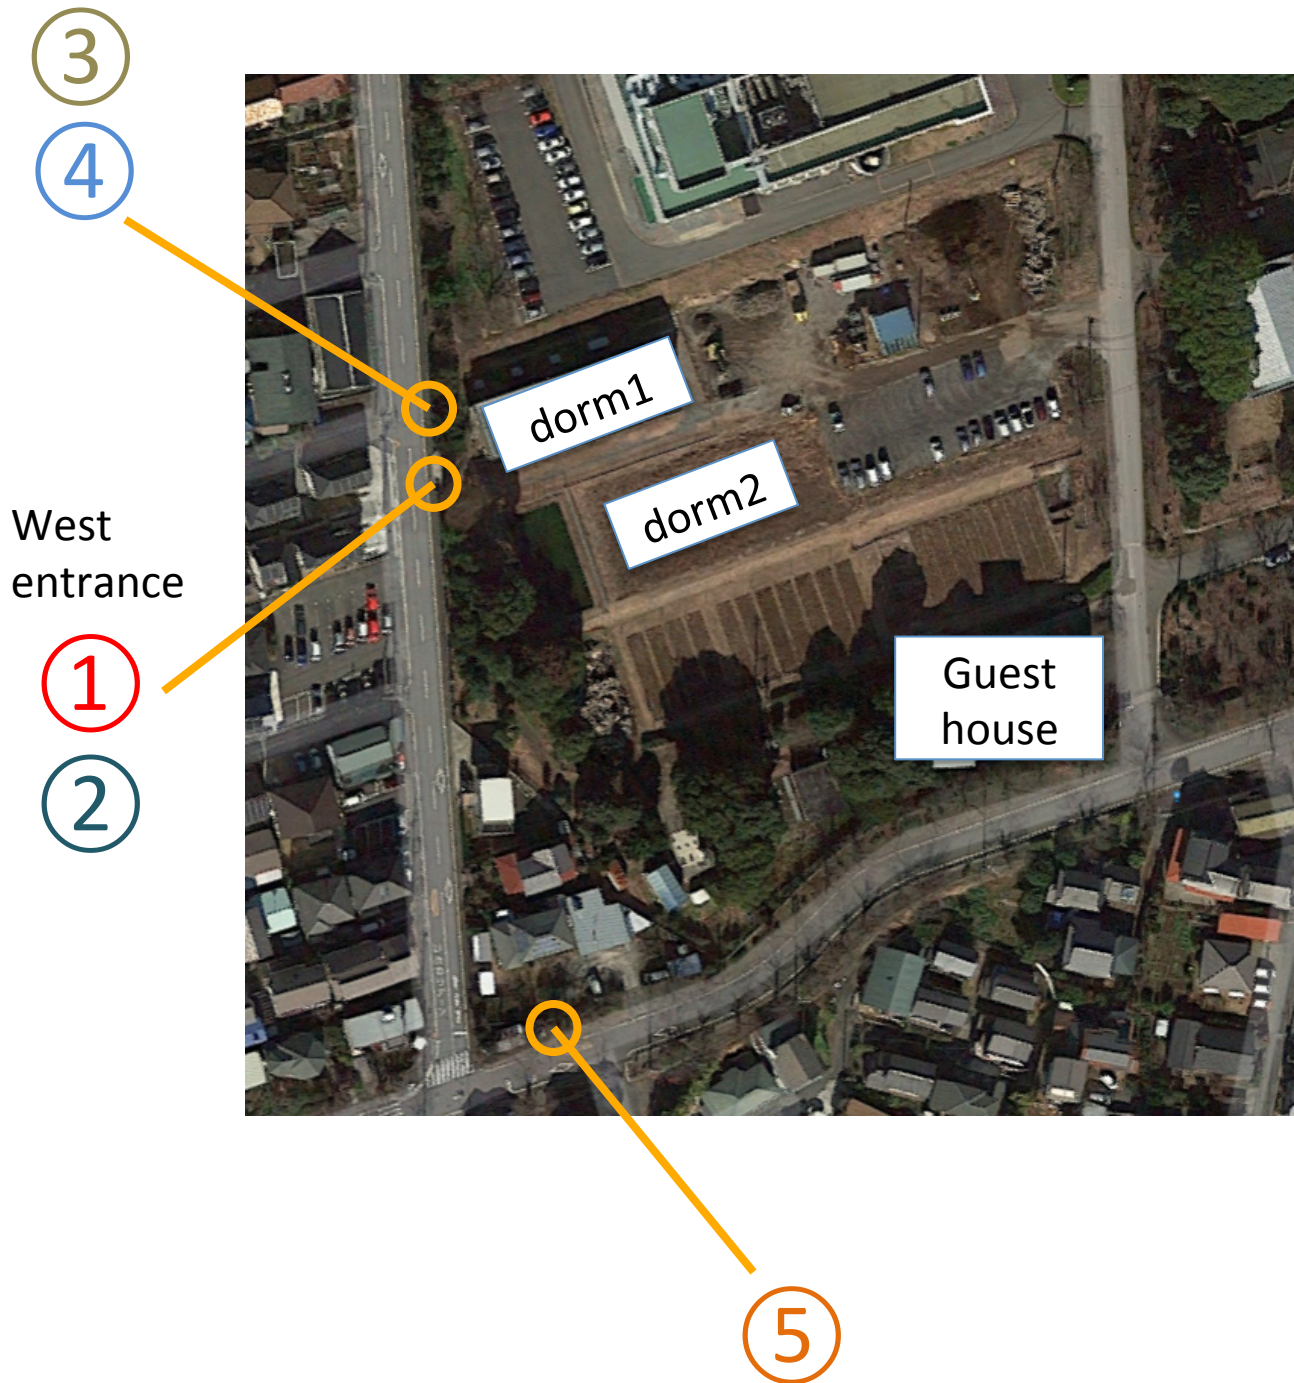 ③
④
dorm1
dorm2
West
entrance
①
②
Guest
house
⑤